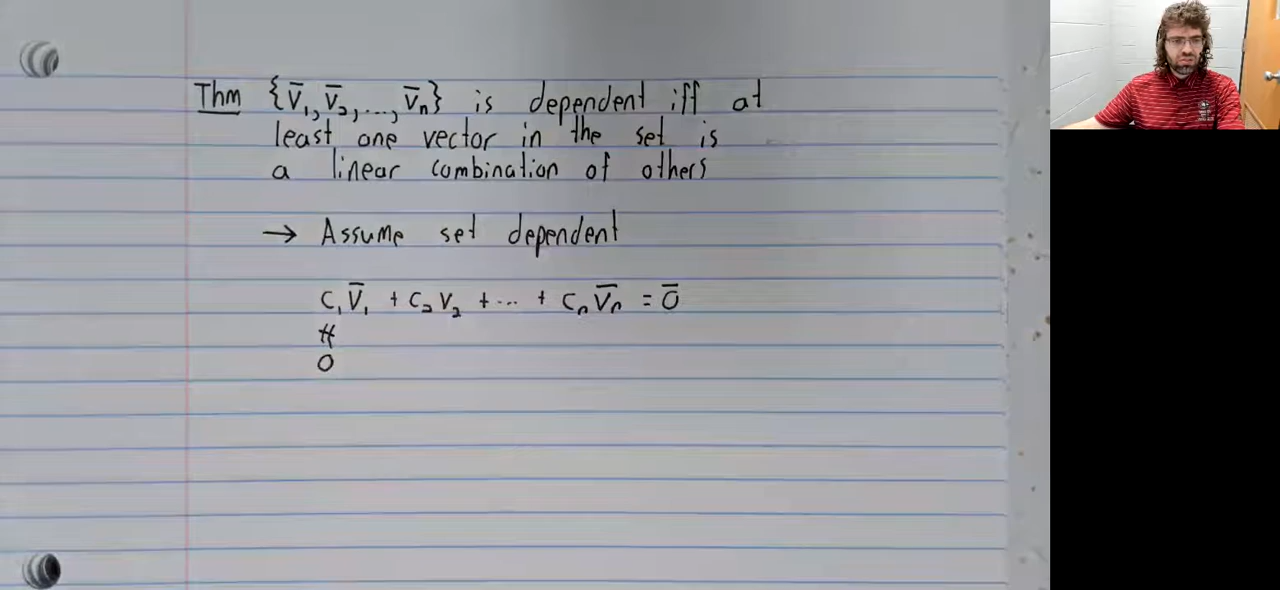 Thm {V̄₁, V̄₂, ..., V̄n} is dependent iff at
least one vector in the set is
a linear combination of others
→ Assume set dependent
C₁V̄₁ + C₂V₂ + ... + CnV̄n = 0̄
∦
0